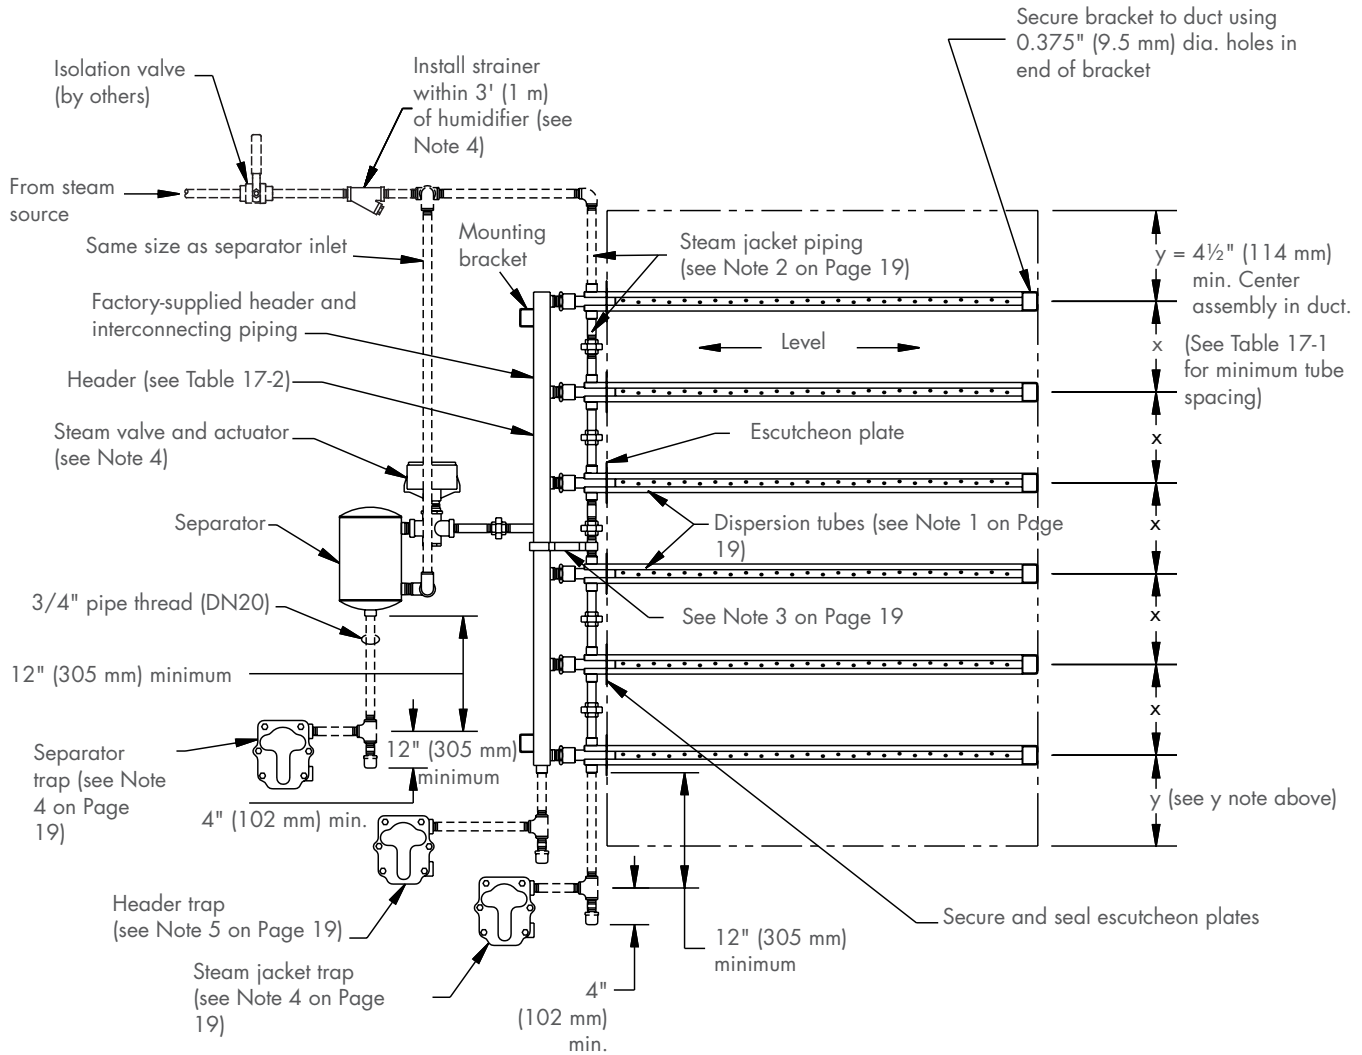 Secure bracket to duct using
0.375" (9.5 mm) dia. holes in
end of bracket
Isolation valve
(by others)
Install strainer
within 3' (1 m)
of humidifier (see
Note 4)
From steam
source
Same size as separator inlet
Mounting
bracket
Steam jacket piping
(see Note 2 on Page 19)
y = 4½" (114 mm)
min. Center
assembly in duct.
Factory-supplied header and
interconnecting piping
Level
x
(See Table 17-1
for minimum tube
spacing)
Header (see Table 17-2)
Steam valve and actuator
(see Note 4)
Escutcheon plate
x
Separator
Dispersion tubes (see Note 1 on Page
19)
x
3/4" pipe thread (DN20)
See Note 3 on Page 19
x
12" (305 mm) minimum
x
Separator
trap (see Note
4 on Page
19)
12" (305 mm)
minimum
4" (102 mm) min.
y (see y note above)
Header trap
(see Note 5 on Page 19)
Secure and seal escutcheon plates
12" (305 mm)
minimum
Steam jacket trap
(see Note 4 on Page
19)
4"
(102 mm)
min.